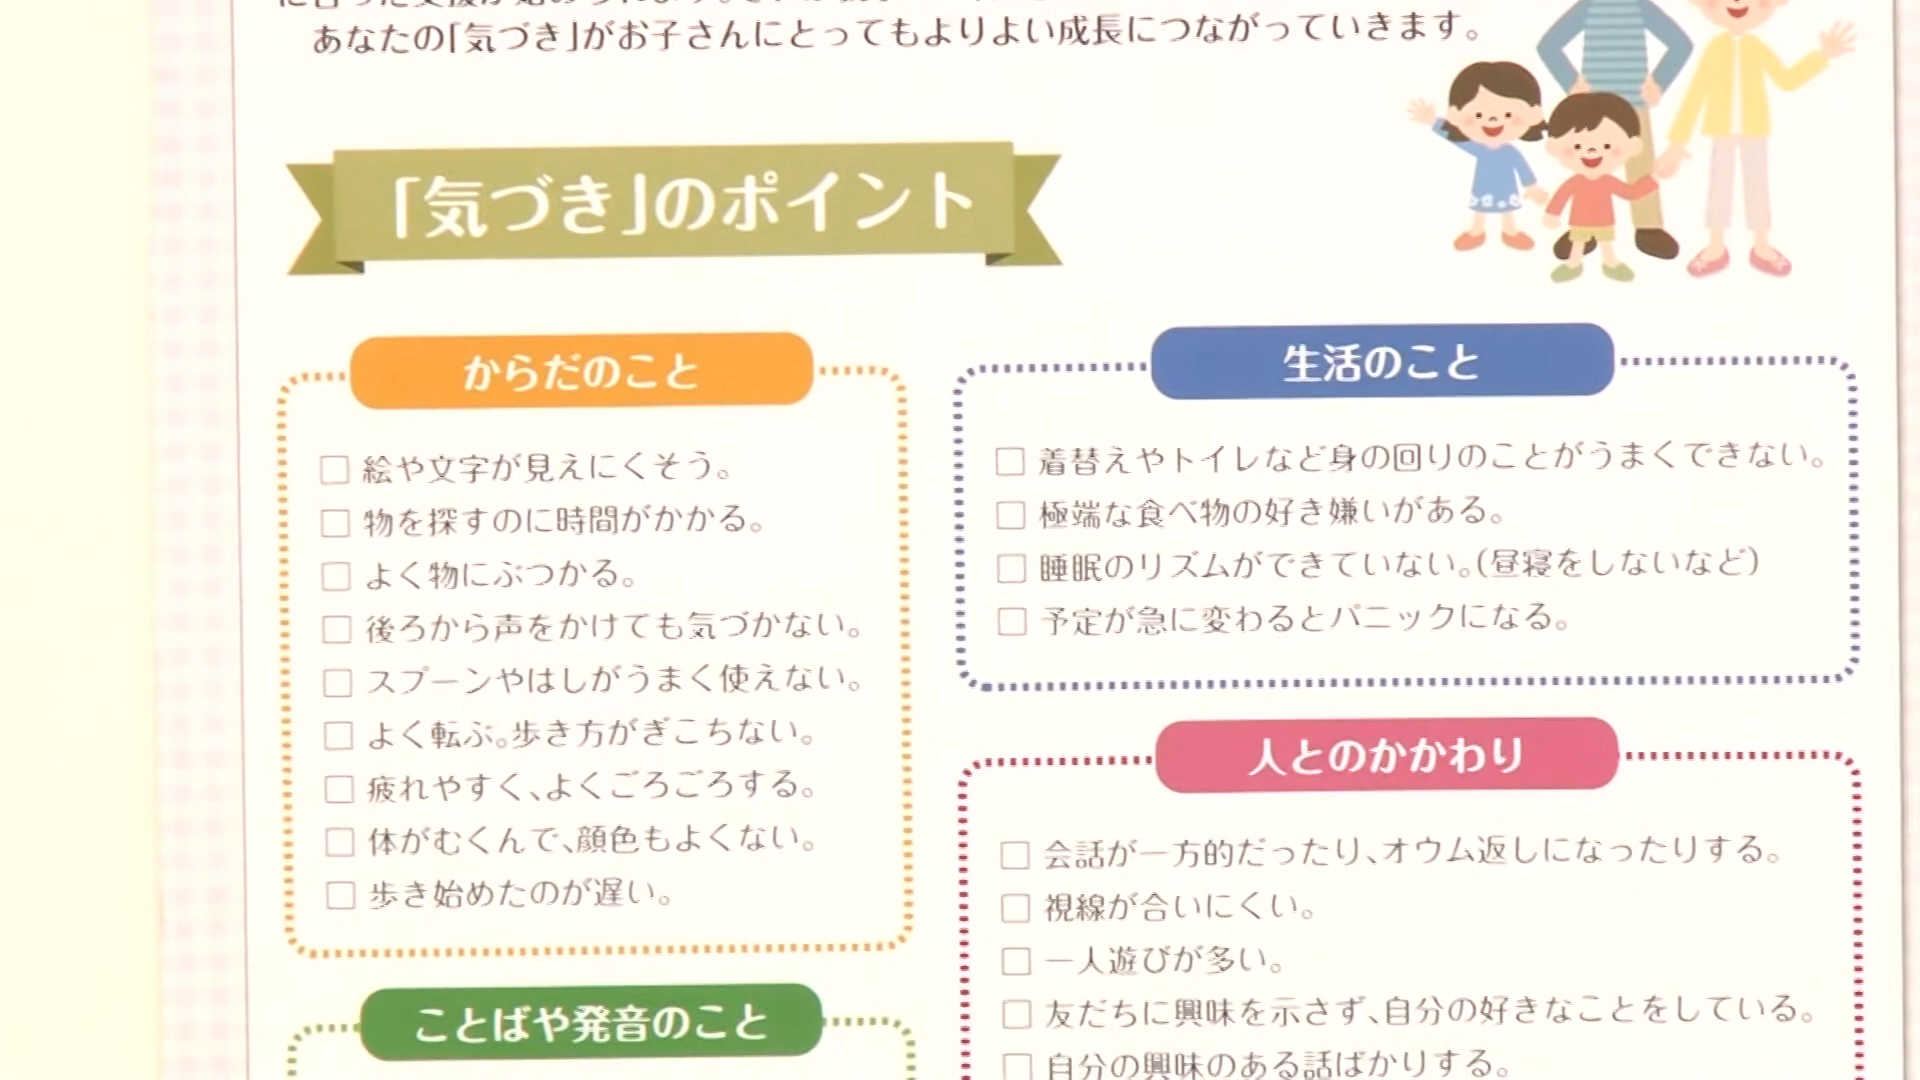 あなたの「気づき」がお子さんにとってもよりよい成長につながっていきます。
「気づき」のポイント
からだのこと
□ 絵や文字が見えにくそう。
□ 物を探すのに時間がかかる。
□ よく物にぶつかる。
□ 後ろから声をかけても気づかない。
□ スプーンやはしがうまく使えない。
□ よく転ぶ。歩き方がぎこちない。
□ 疲れやすく、よくごろごろする。
□ 体がむくんで、顔色もよくない。
□ 歩き始めたのが遅い。
ことばや発音のこと
生活のこと
□ 着替えやトイレなど身の回りのことがうまくできない。
□ 極端な食べ物の好き嫌いがある。
□ 睡眠のリズムができていない。(昼寝をしないなど)
□ 予定が急に変わるとパニックになる。
人とのかかわり
□ 会話が一方的だったり、オウム返しになったりする。
□ 視線が合いにくい。
□ 一人遊びが多い。
□ 友だちに興味を示さず、自分の好きなことをしている。
□ 自分の興味のある話ばかりする。